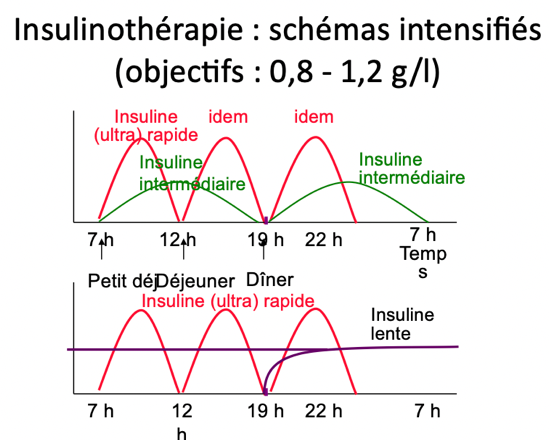 Insulinothérapie : schémas intensifiés
(objectifs : 0,8 - 1,2 g/l)
Insuline
(ultra) rapide
idem
idem
Insuline
intermédiaire
Insuline
intermédiaire
7 h
12 h
19 h
22 h
7 h
Temp
s
Petit déj
Déjeuner
Dîner
Insuline (ultra) rapide
Insuline
lente
7 h
12
h
19 h
22 h
7 h